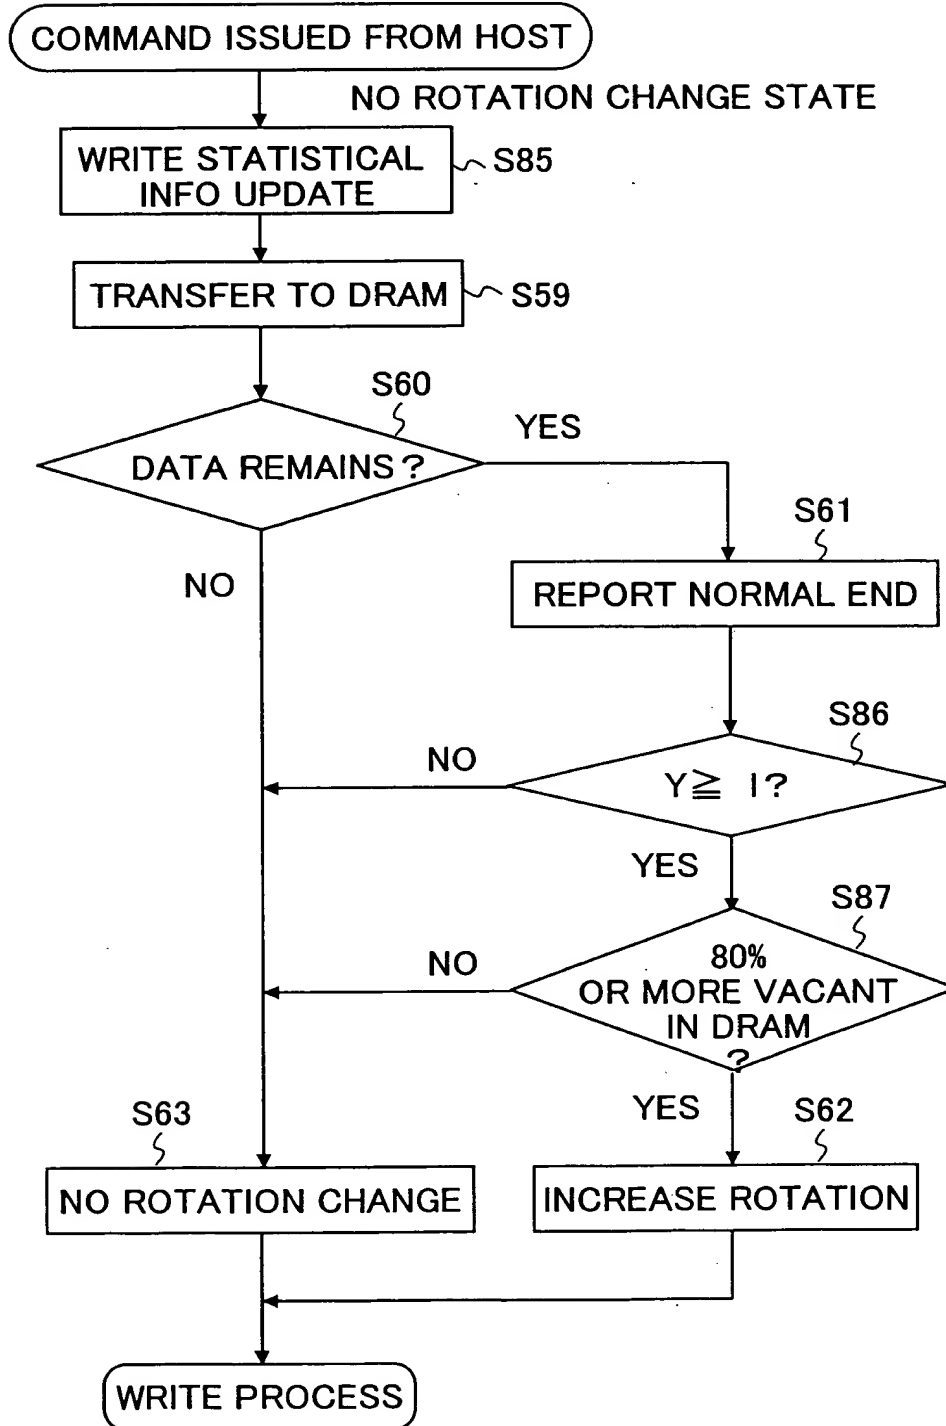 COMMAND ISSUED FROM HOST
NO ROTATION CHANGE STATE
WRITE STATISTICAL
INFO UPDATE
S85
TRANSFER TO DRAM
S59
S60
DATA REMAINS?
YES
NO
S61
REPORT NORMAL END
S86
Y≧ I?
NO
YES
S87
80%
OR MORE VACANT
IN DRAM
?
NO
YES
S63
NO ROTATION CHANGE
S62
INCREASE ROTATION
WRITE PROCESS